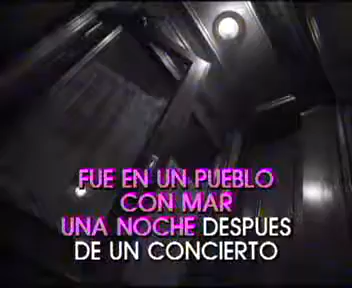 FUE EN UN PUEBLO
CON MAR
UNA NOCHE DESPUES
DE UN CONCIERTO